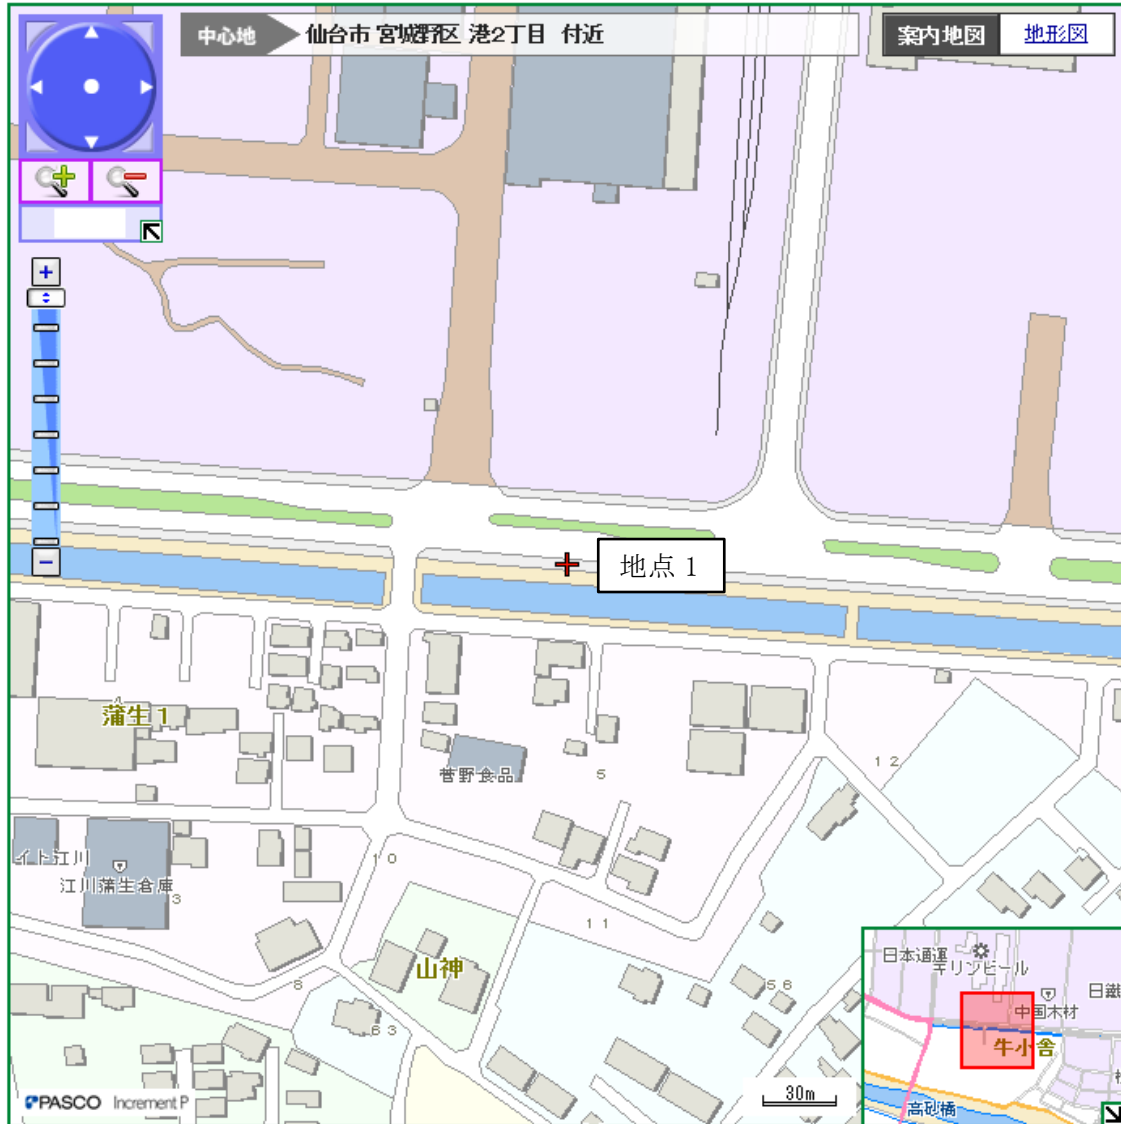 中心地 仙台市 宮城野区 港2丁目 付近
案内地図 地形図
地点 1
蒲生 1
菅野食品
5
1 2
イト江川
江川蒲生倉庫
3
1 0
1 1
山神
8
6 3
5 6
日本通運
キリンビール
日鐵
中国木材
牛小舎
高砂橋
30m
PASCO Increment P